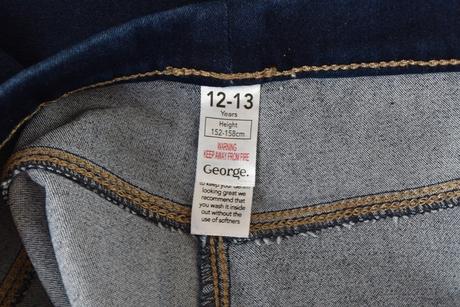 12-13
Years
Height
152-158cm
WARNING
KEEP AWAY FROM FIRE
George.
to keep your denim
looking great we
recommend that
you wash it inside
out without the
use of softners